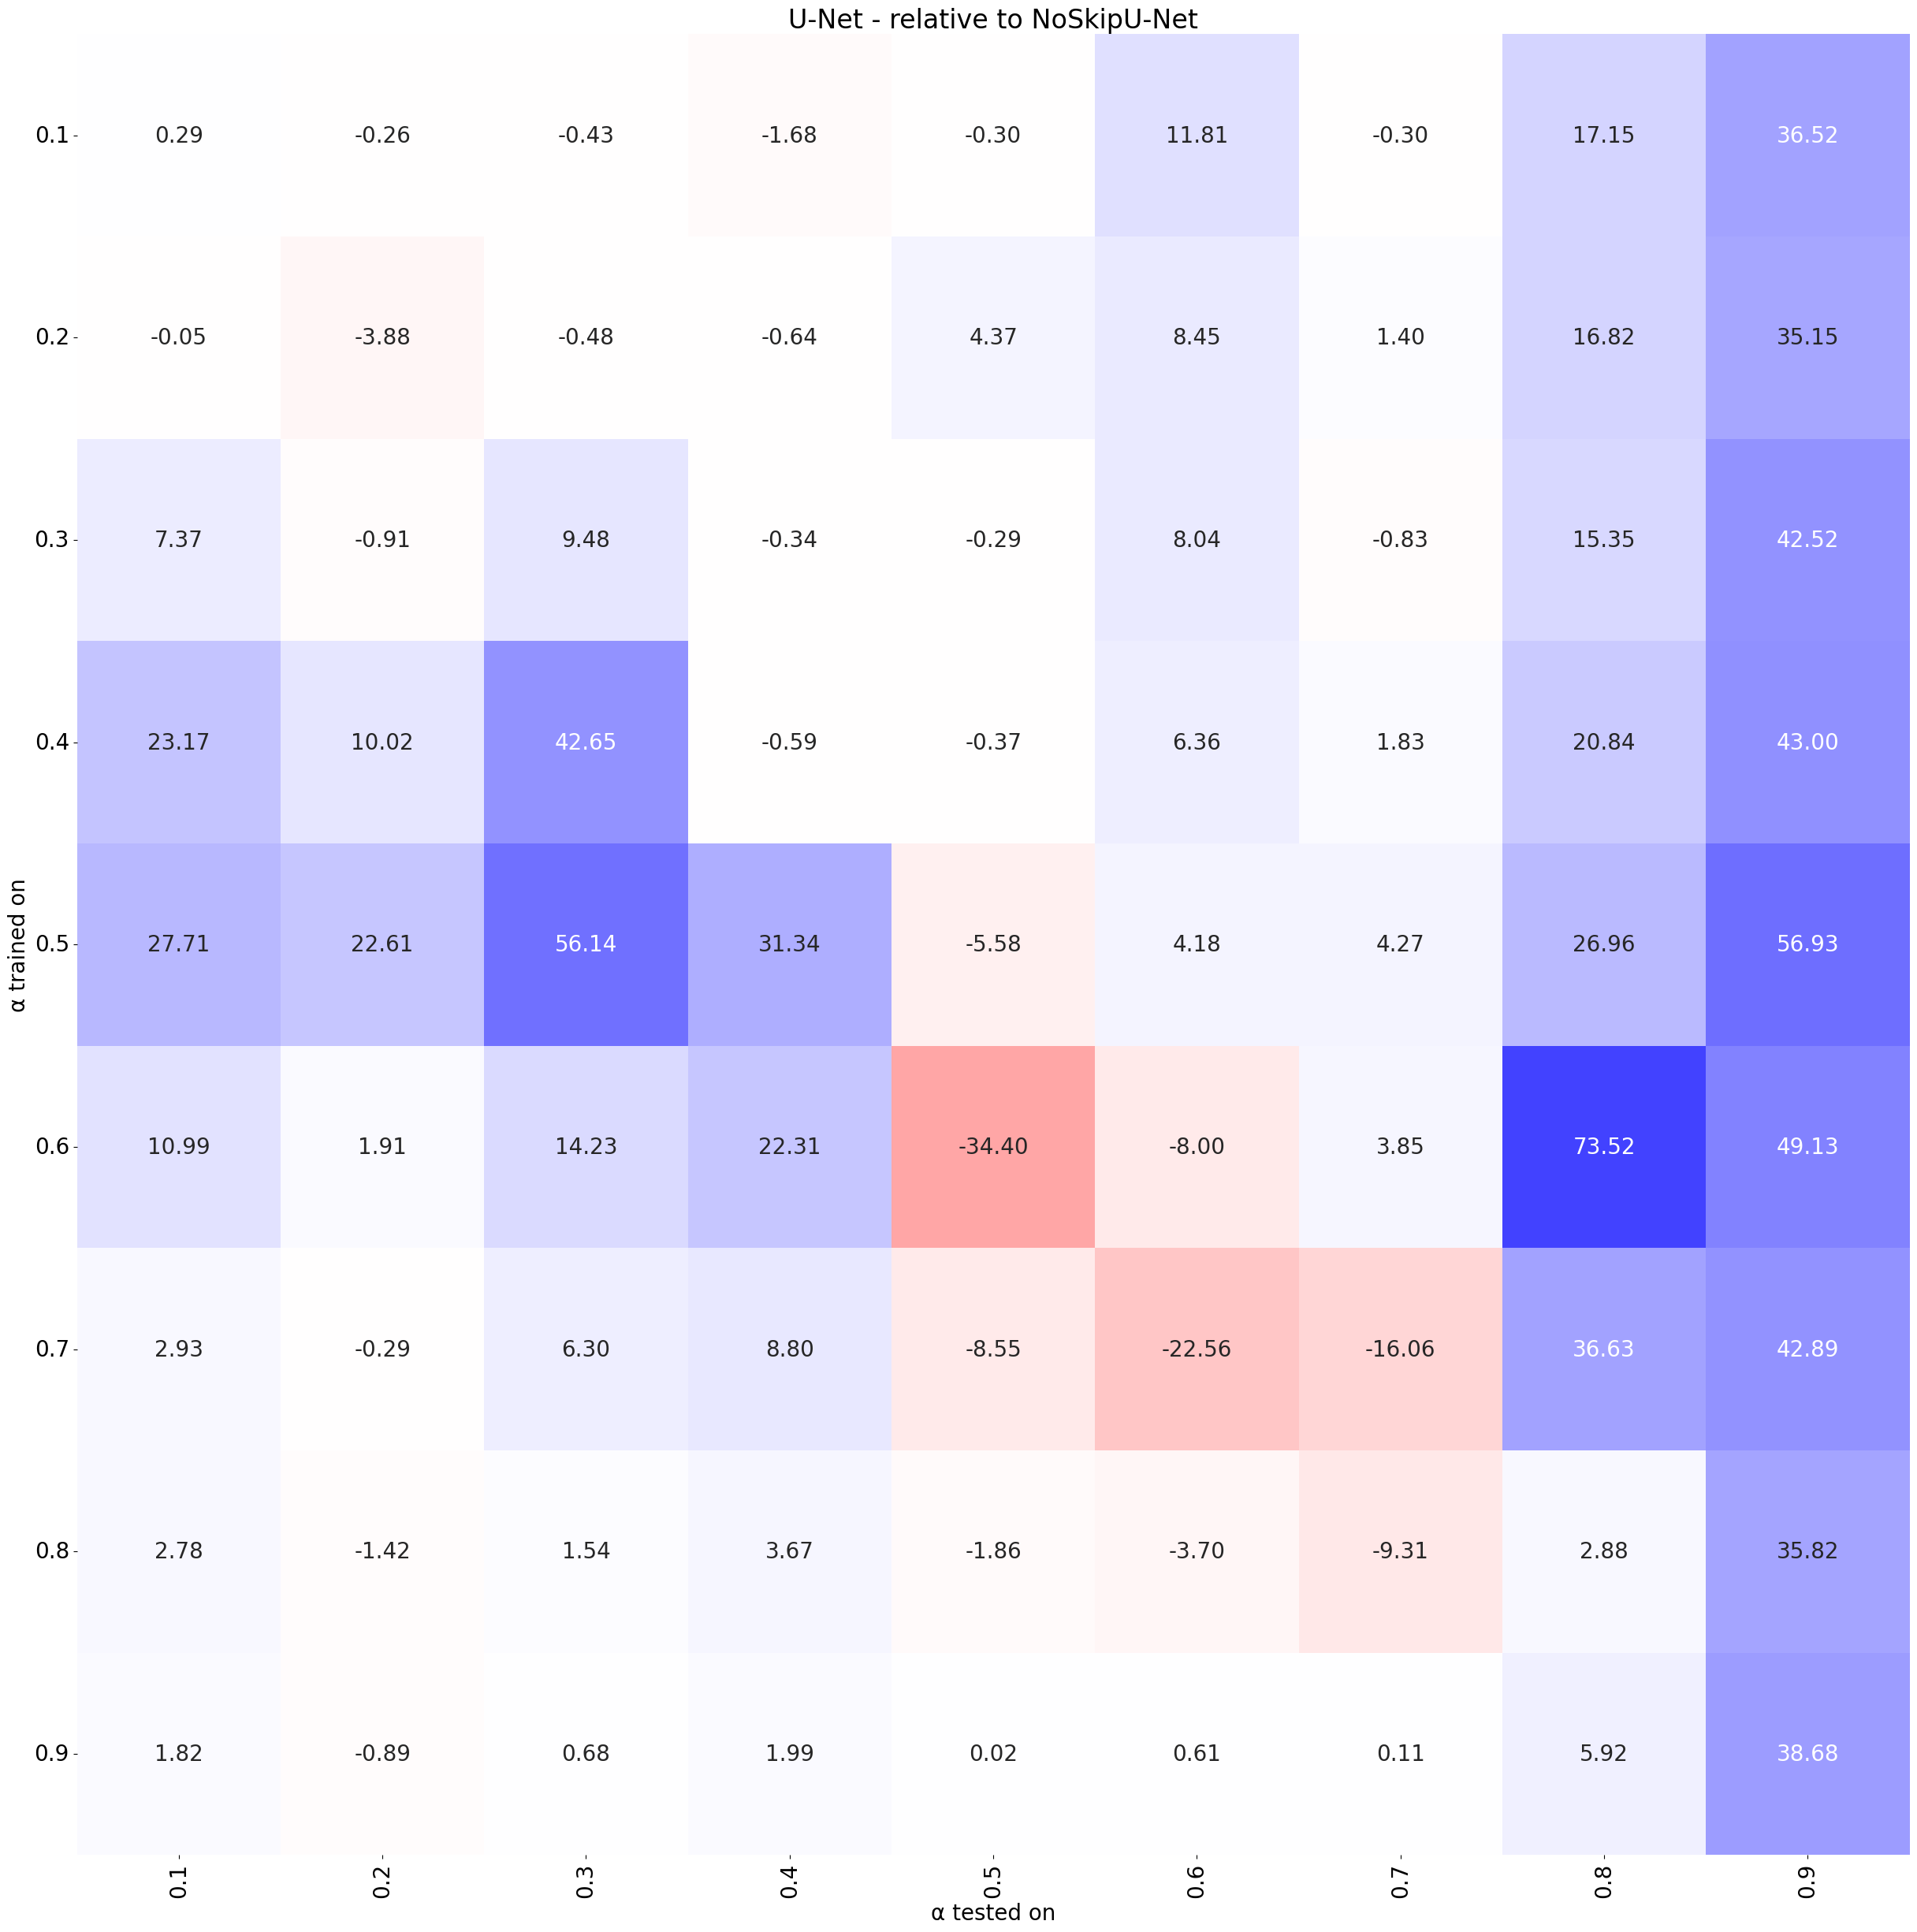 U-Net - relative to NoSkipU-Net
0.1 0.29 -0.26 -0.43 -1.68 -0.30 11.81 -0.30 17.15 36.52
0.2 -0.05 -3.88 -0.48 -0.64 4.37 8.45 1.40 16.82 35.15
0.3 7.37 -0.91 9.48 -0.34 -0.29 8.04 -0.83 15.35 42.52
0.4 23.17 10.02 42.65 -0.59 -0.37 6.36 1.83 20.84 43.00
α trained on
0.5 27.71 22.61 56.14 31.34 -5.58 4.18 4.27 26.96 56.93
0.6 10.99 1.91 14.23 22.31 -34.40 -8.00 3.85 73.52 49.13
0.7 2.93 -0.29 6.30 8.80 -8.55 -22.56 -16.06 36.63 42.89
0.8 2.78 -1.42 1.54 3.67 -1.86 -3.70 -9.31 2.88 35.82
0.9 1.82 -0.89 0.68 1.99 0.02 0.61 0.11 5.92 38.68
0.1 0.2 0.3 0.4 0.5 0.6 0.7 0.8 0.9
α tested on